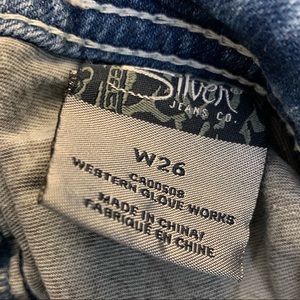 Silver
JEANS CO.
W26
CA00508
WESTERN GLOVE WORKS
MADE IN CHINA/
FABRIQUÉ EN CHINE